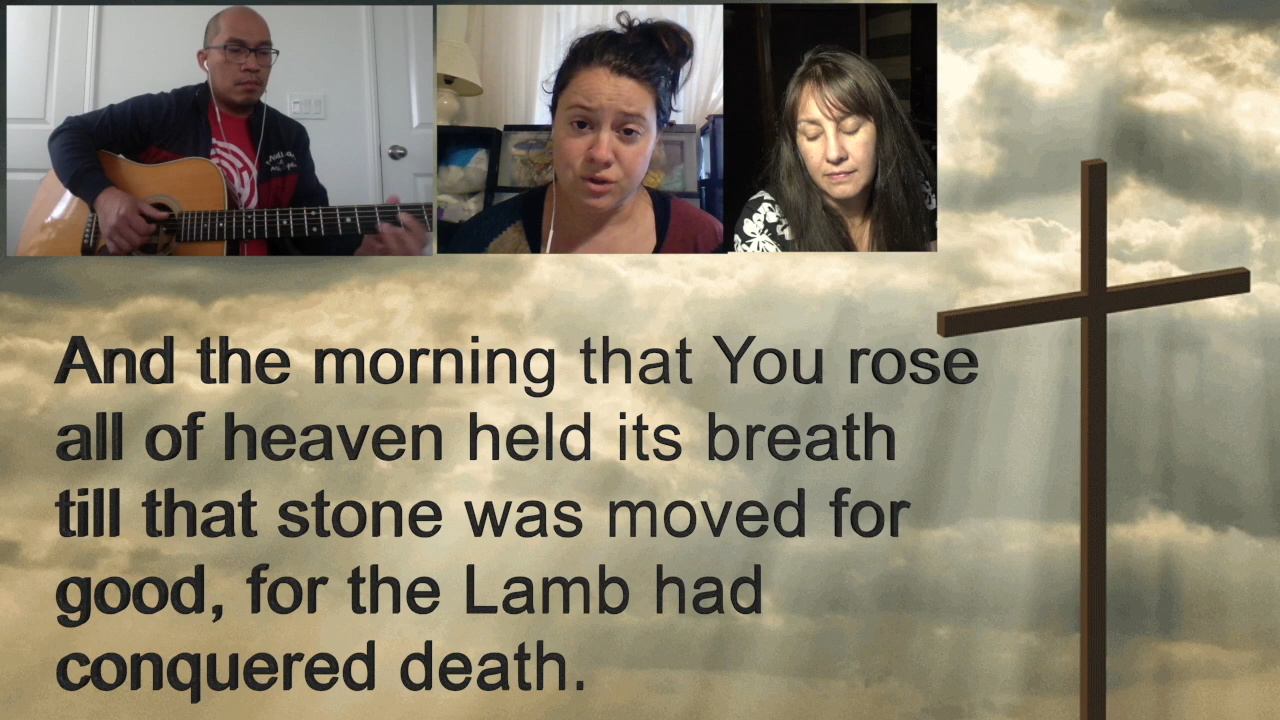 And the morning that You rose
all of heaven held its breath
till that stone was moved for
good, for the Lamb had
conquered death.